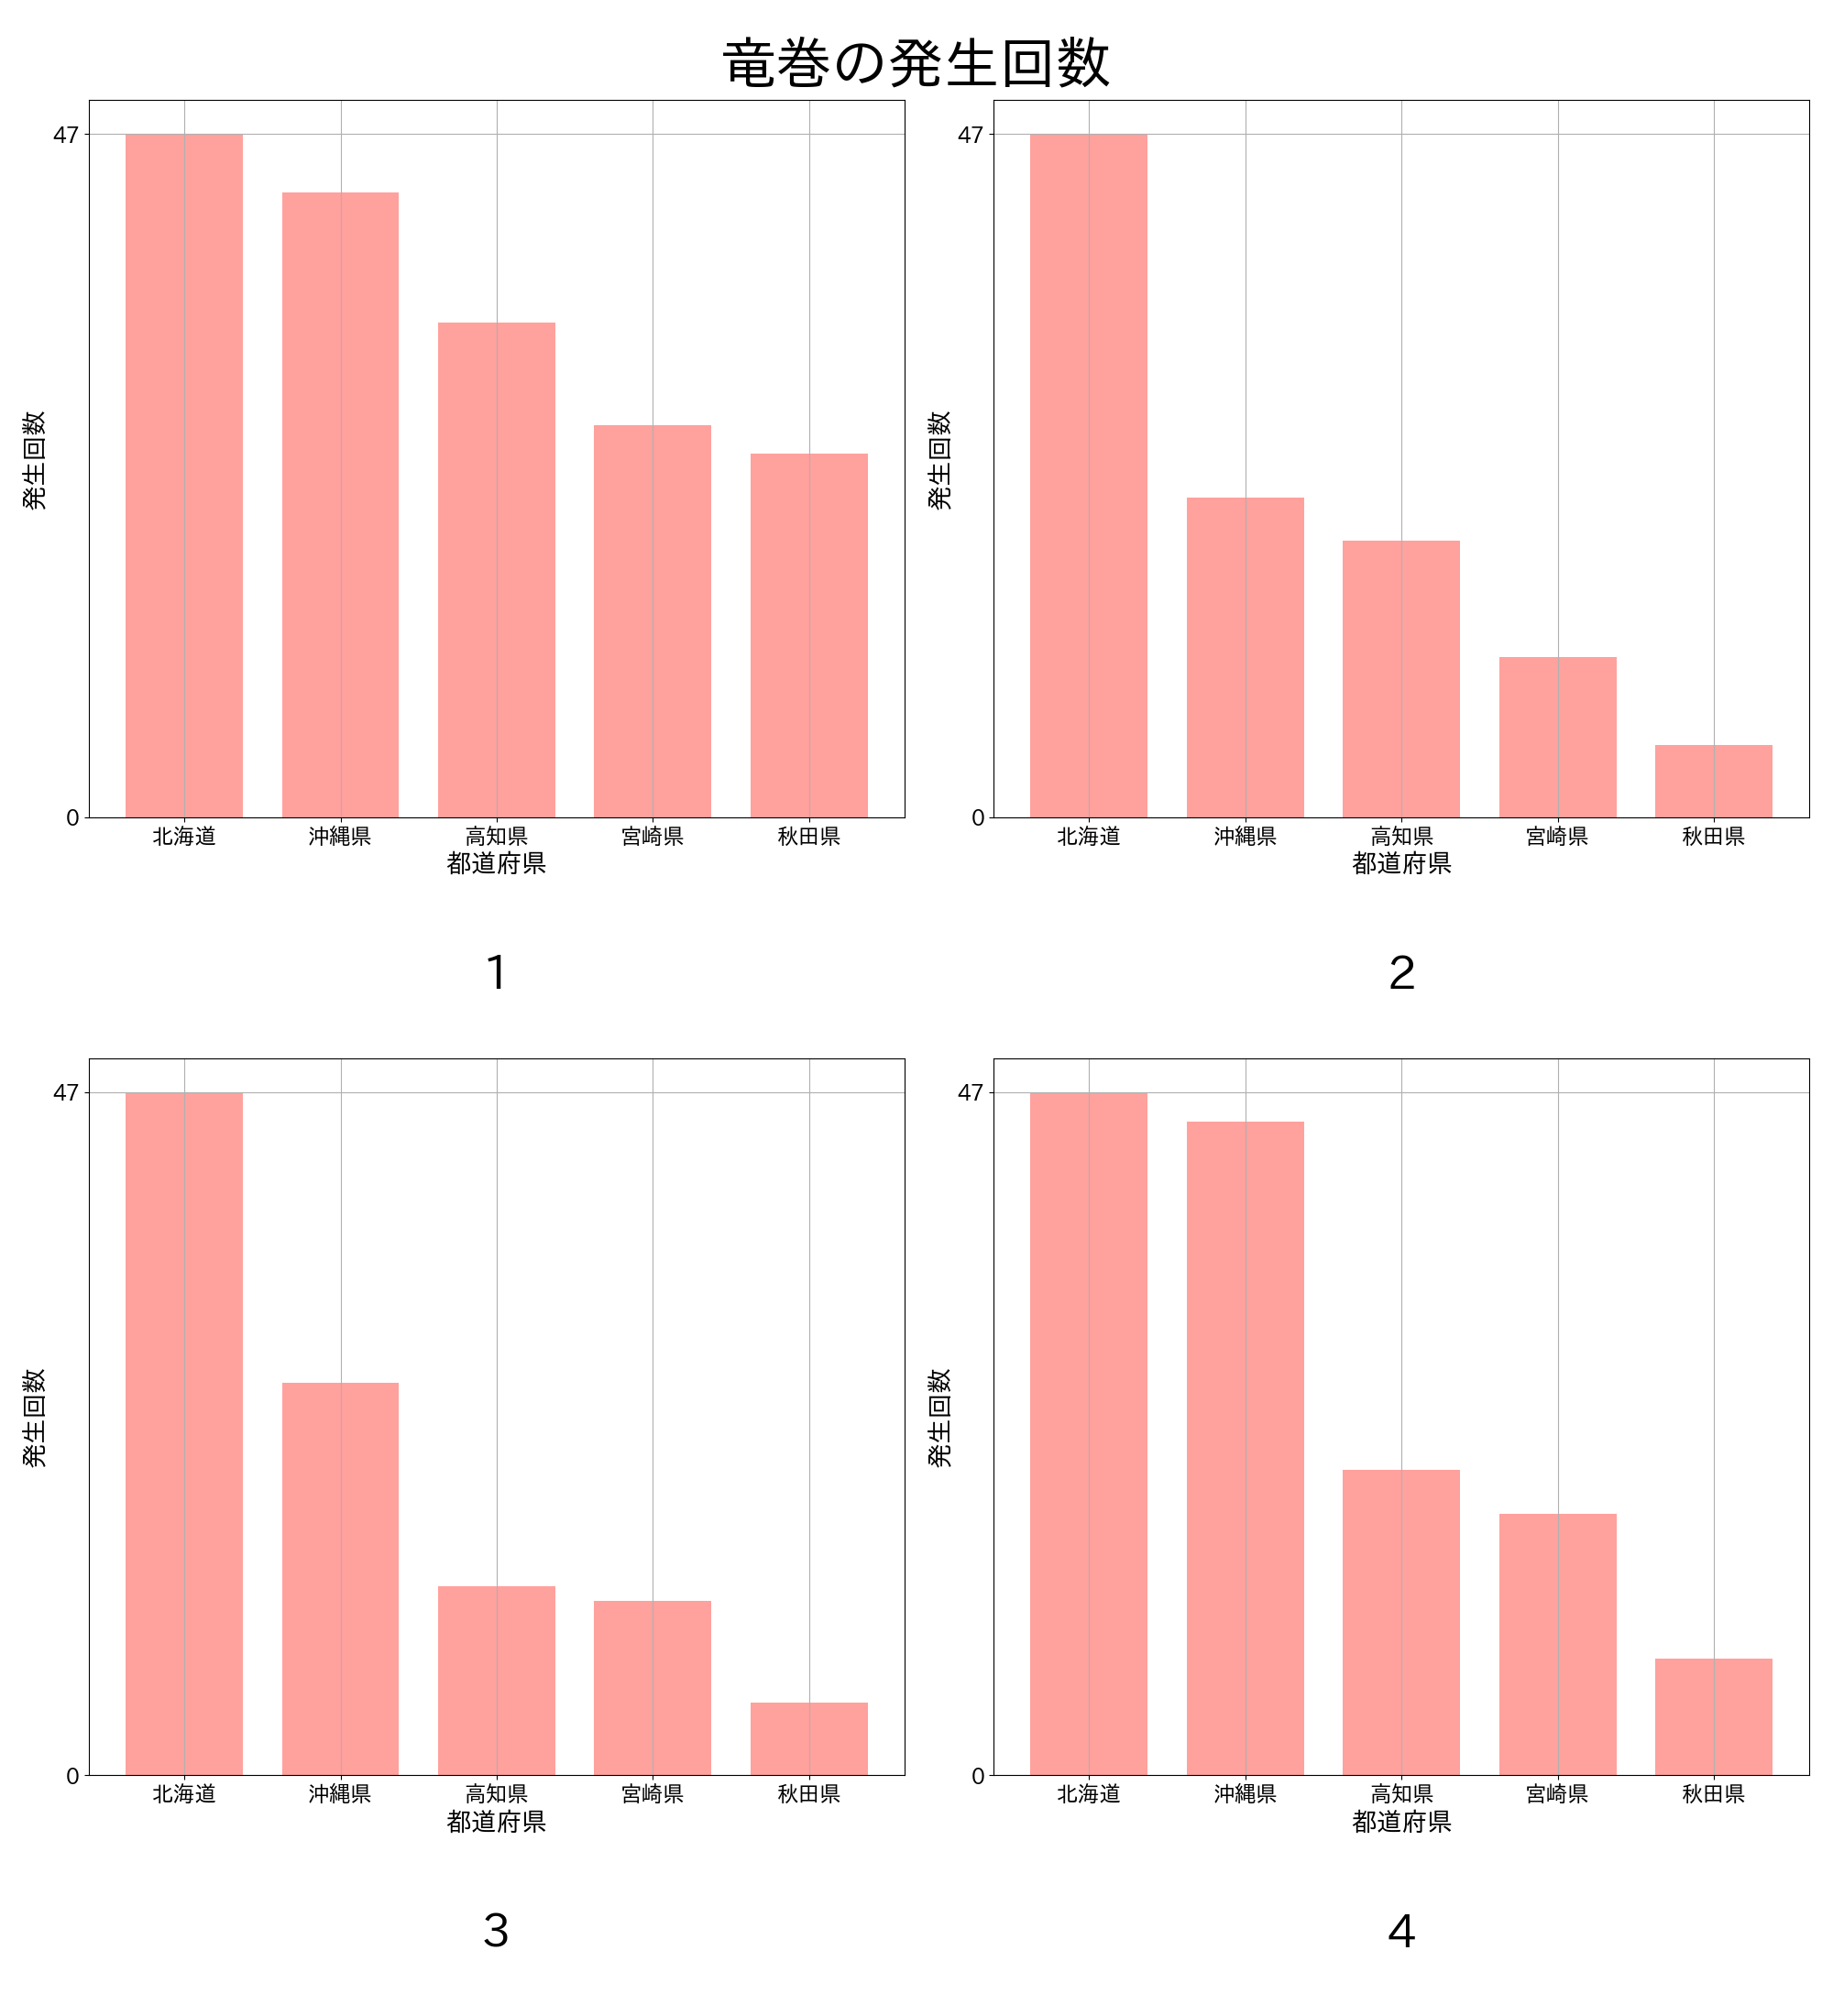 竜巻の発生回数
47
0
発生回数
北海道 沖縄県 高知県 宮崎県 秋田県
都道府県
1
47
0
発生回数
北海道 沖縄県 高知県 宮崎県 秋田県
都道府県
2
47
0
発生回数
北海道 沖縄県 高知県 宮崎県 秋田県
都道府県
3
47
0
発生回数
北海道 沖縄県 高知県 宮崎県 秋田県
都道府県
4